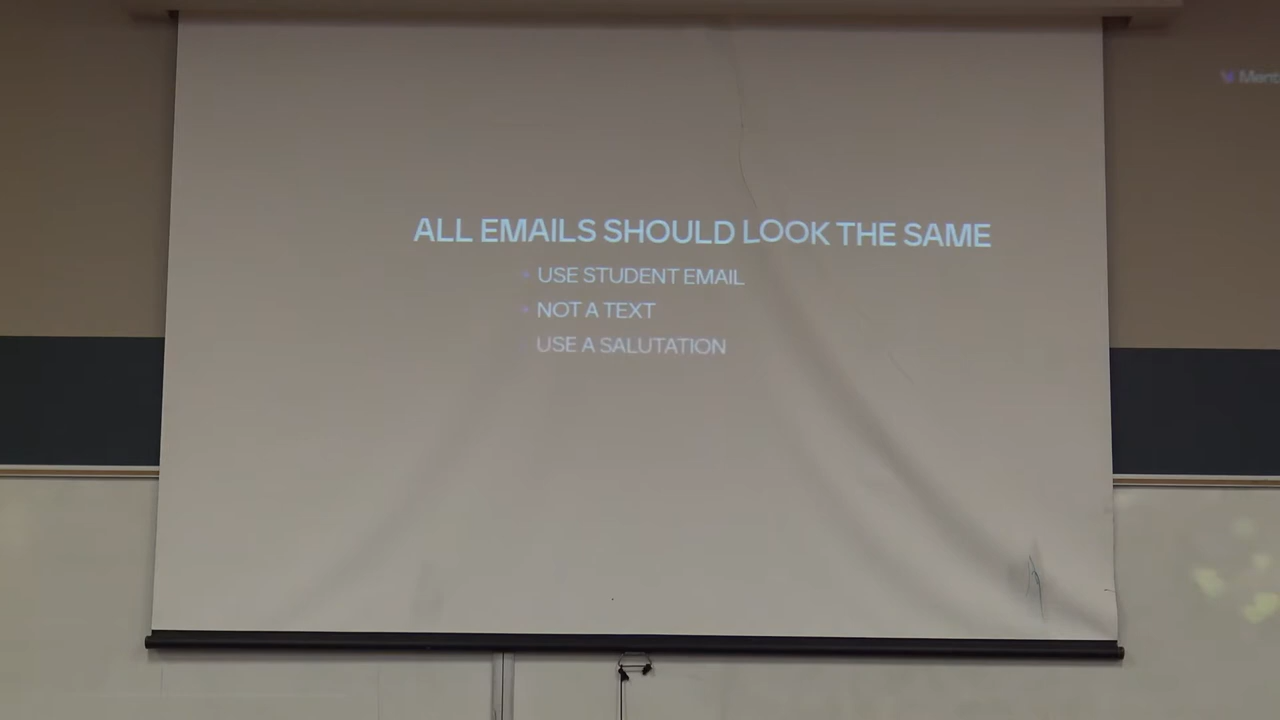 ALL EMAILS SHOULD LOOK THE SAME
USE STUDENT EMAIL
NOT A TEXT
USE A SALUTATION